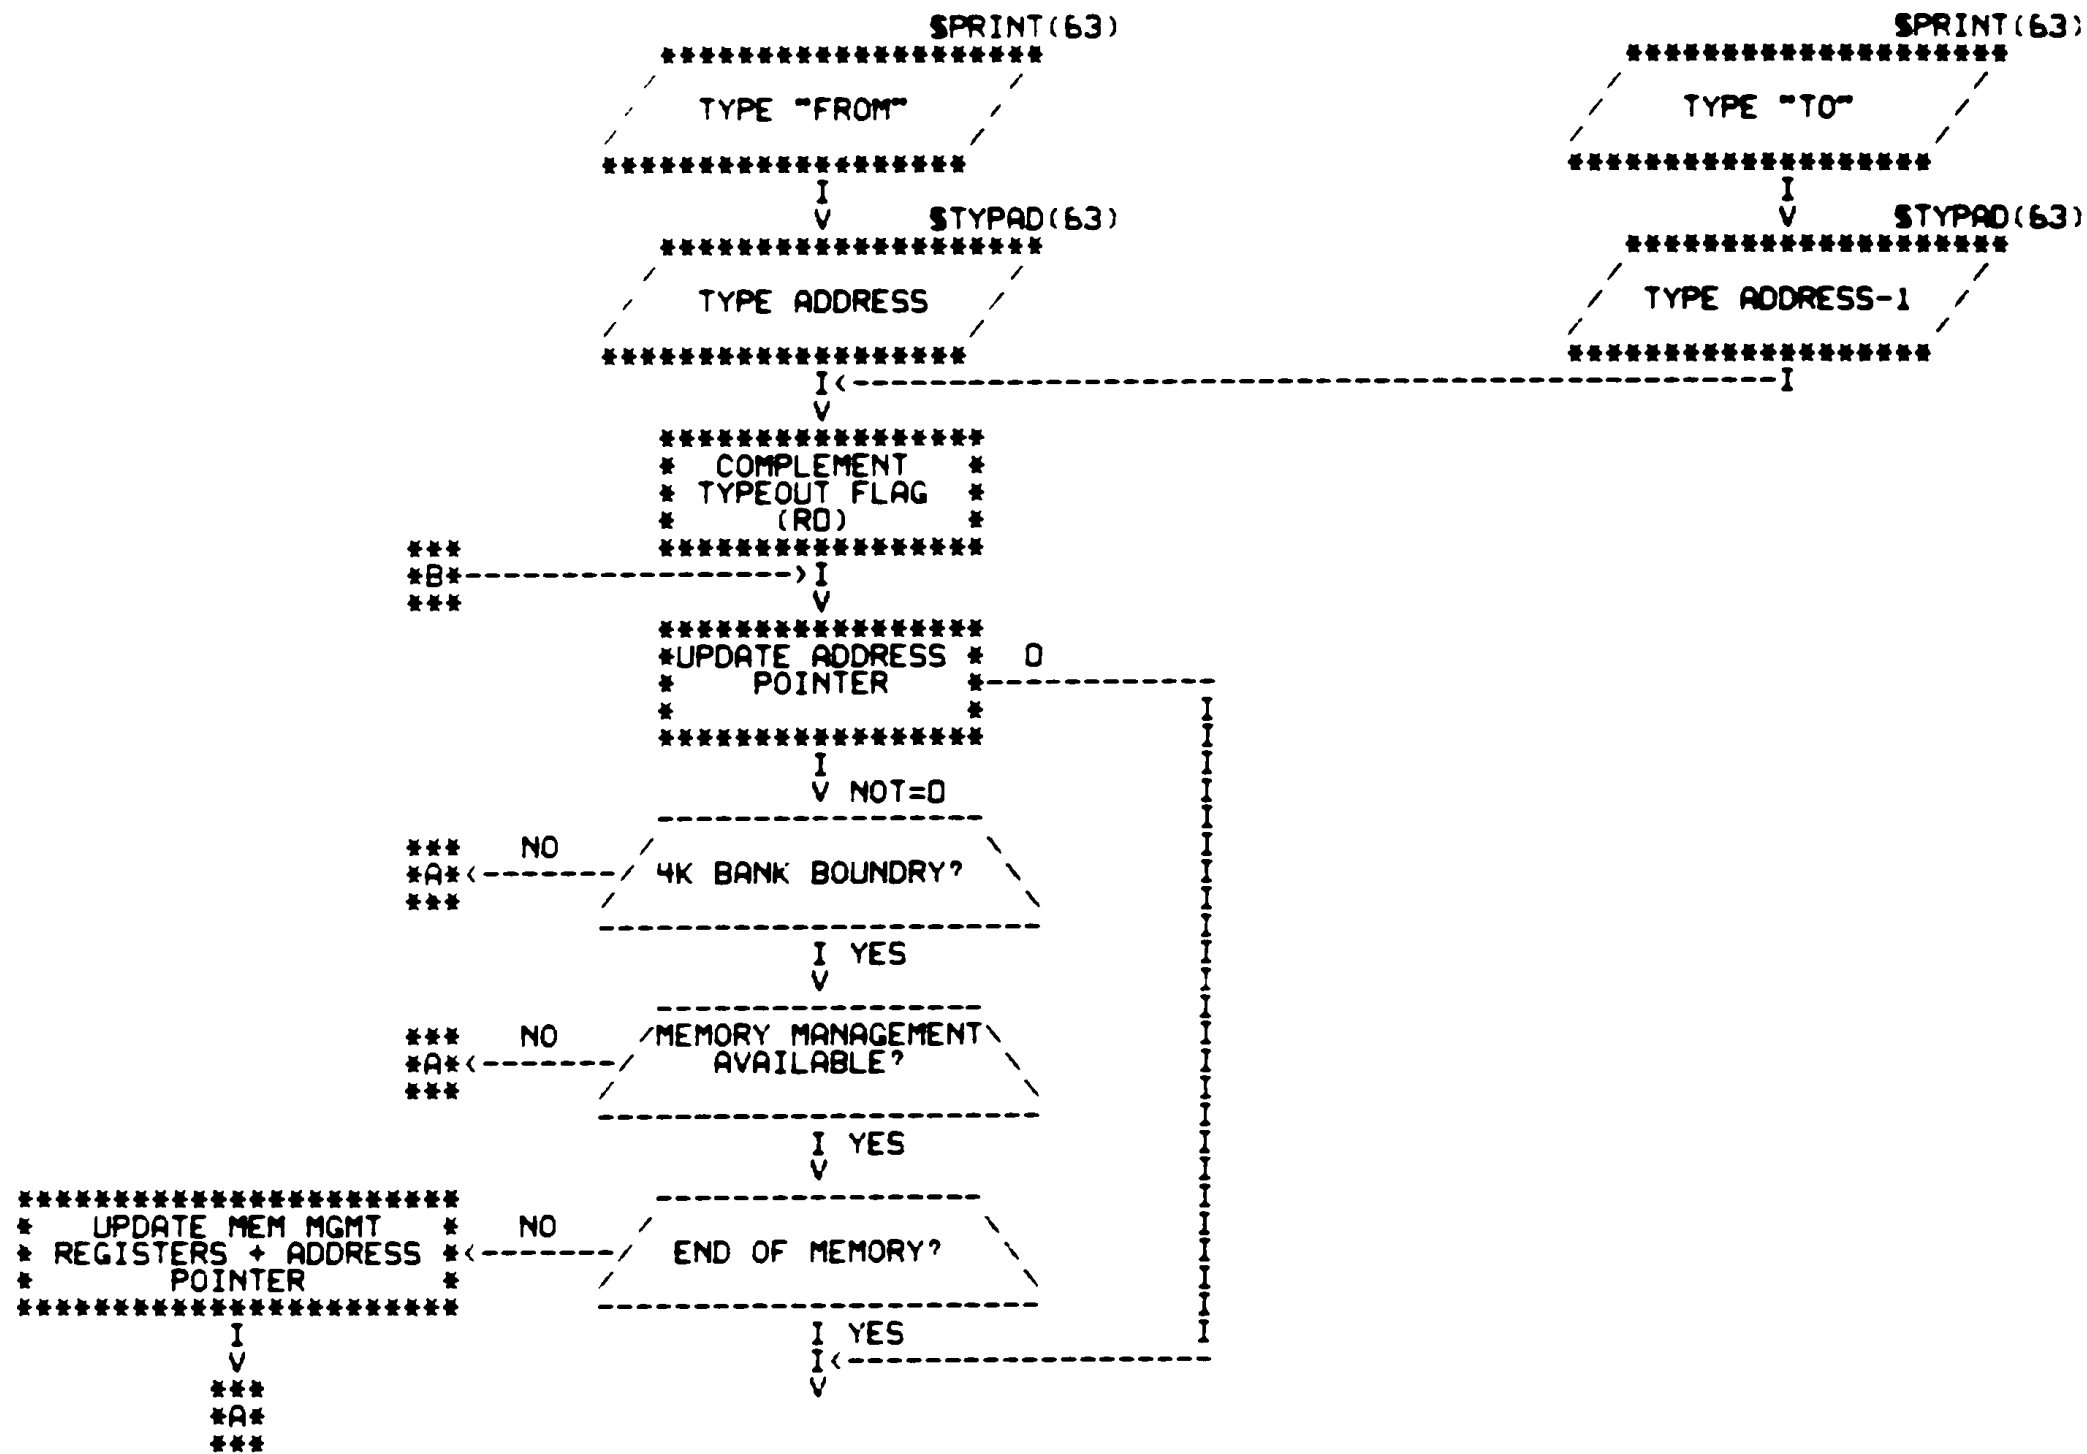 $PRINT(63) $PRINT(63)
TYPE "FROM" TYPE "TO"
$TYPAD(63) $TYPAD(63)
TYPE ADDRESS TYPE ADDRESS-1
COMPLEMENT
TYPEOUT FLAG
(R0)
B
UPDATE ADDRESS 0
POINTER
NOT=0
NO
A 4K BANK BOUNDRY?
YES
NO MEMORY MANAGEMENT
A AVAILABLE?
YES
UPDATE MEM MGMT NO
REGISTERS + ADDRESS END OF MEMORY?
POINTER
YES
A